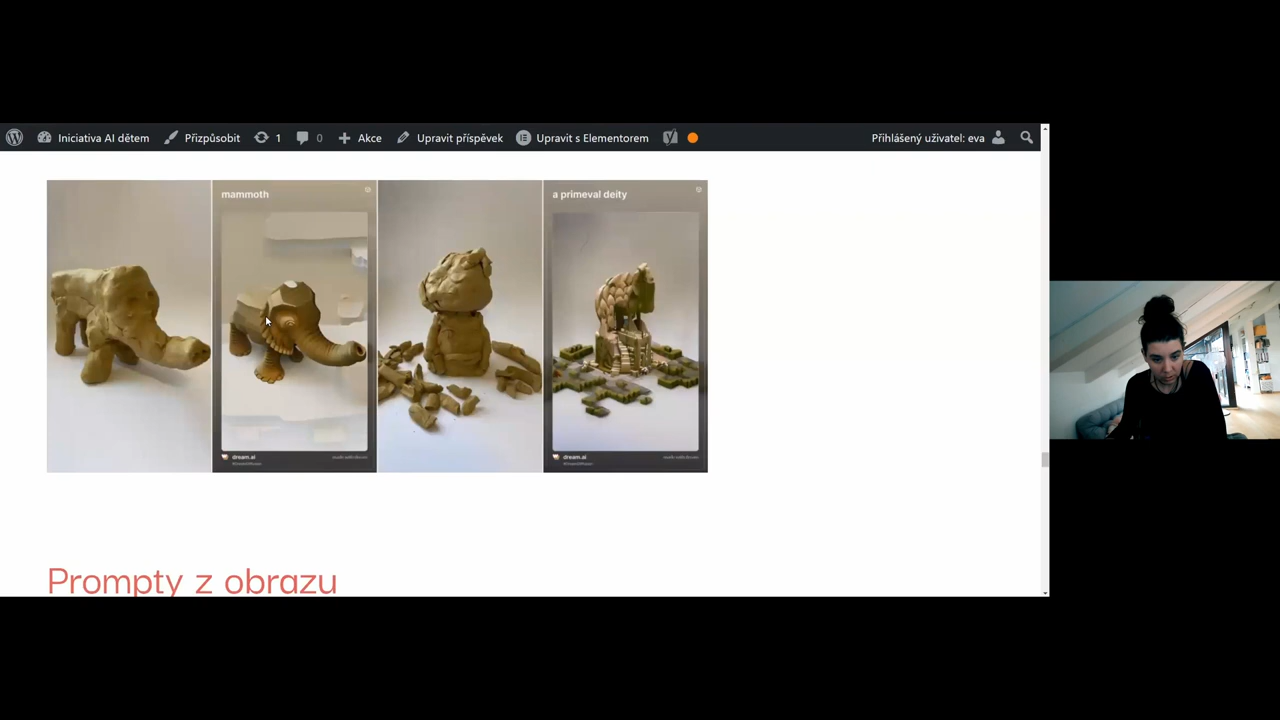 Iniciativa AI dětem Přizpůsobit 1 0 Akce Upravit příspěvek Upravit s Elementorem Přihlášený uživatel: eva
mammoth
a primeval deity
dream.ai
dream.ai
Prompty z obrazu